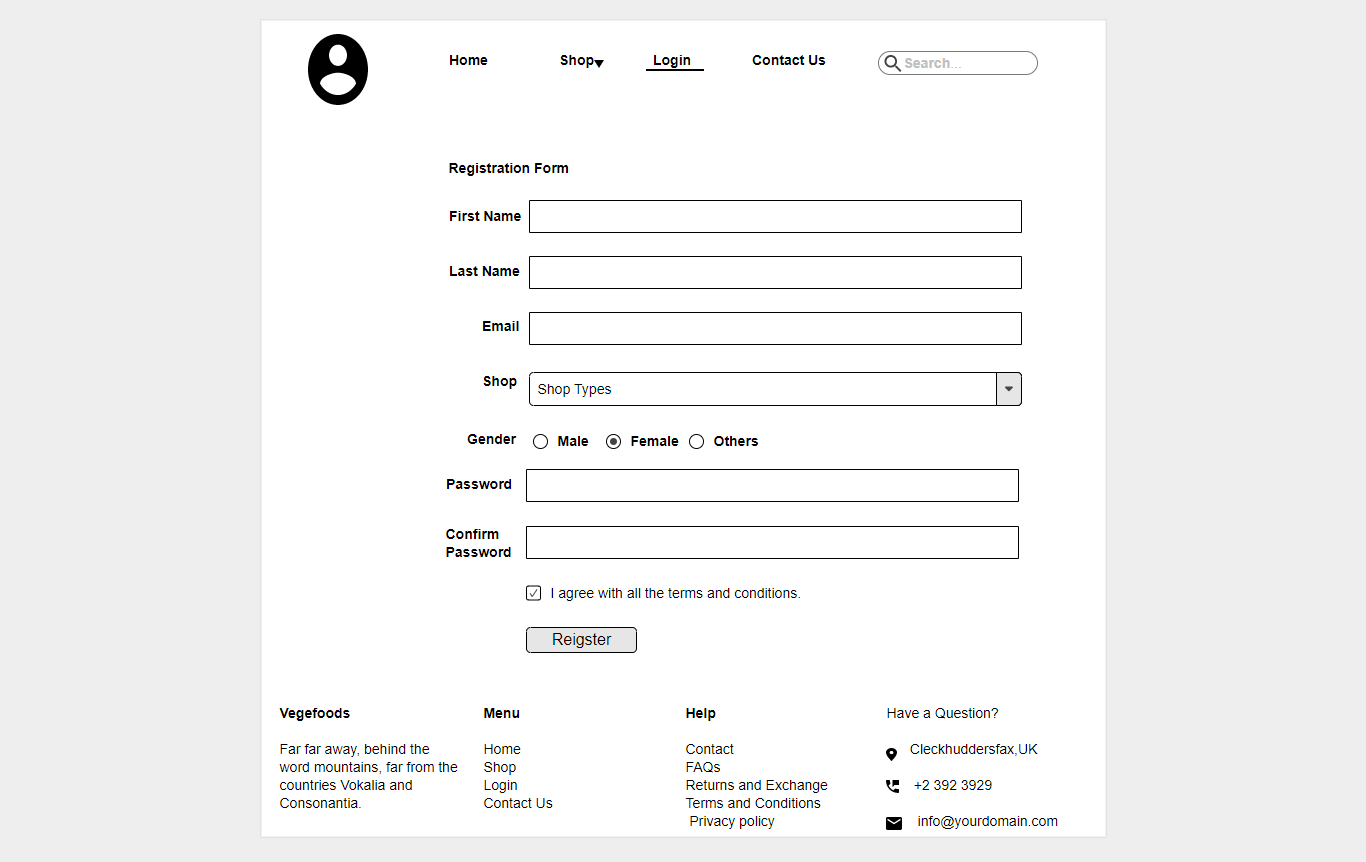 Home Shop Login Contact Us Search...
Registration Form
First Name
Last Name
Email
Shop Shop Types
Gender Male Female Others
Password
Confirm
Password
I agree with all the terms and conditions.
Reigster
Vegefoods
Far far away, behind the
word mountains, far from the
countries Vokalia and
Consonantia.
Menu
Home
Shop
Login
Contact Us
Help
Contact
FAQs
Returns and Exchange
Terms and Conditions
Privacy policy
Have a Question?
Cleckhuddersfax,UK
+2 392 3929
info@yourdomain.com